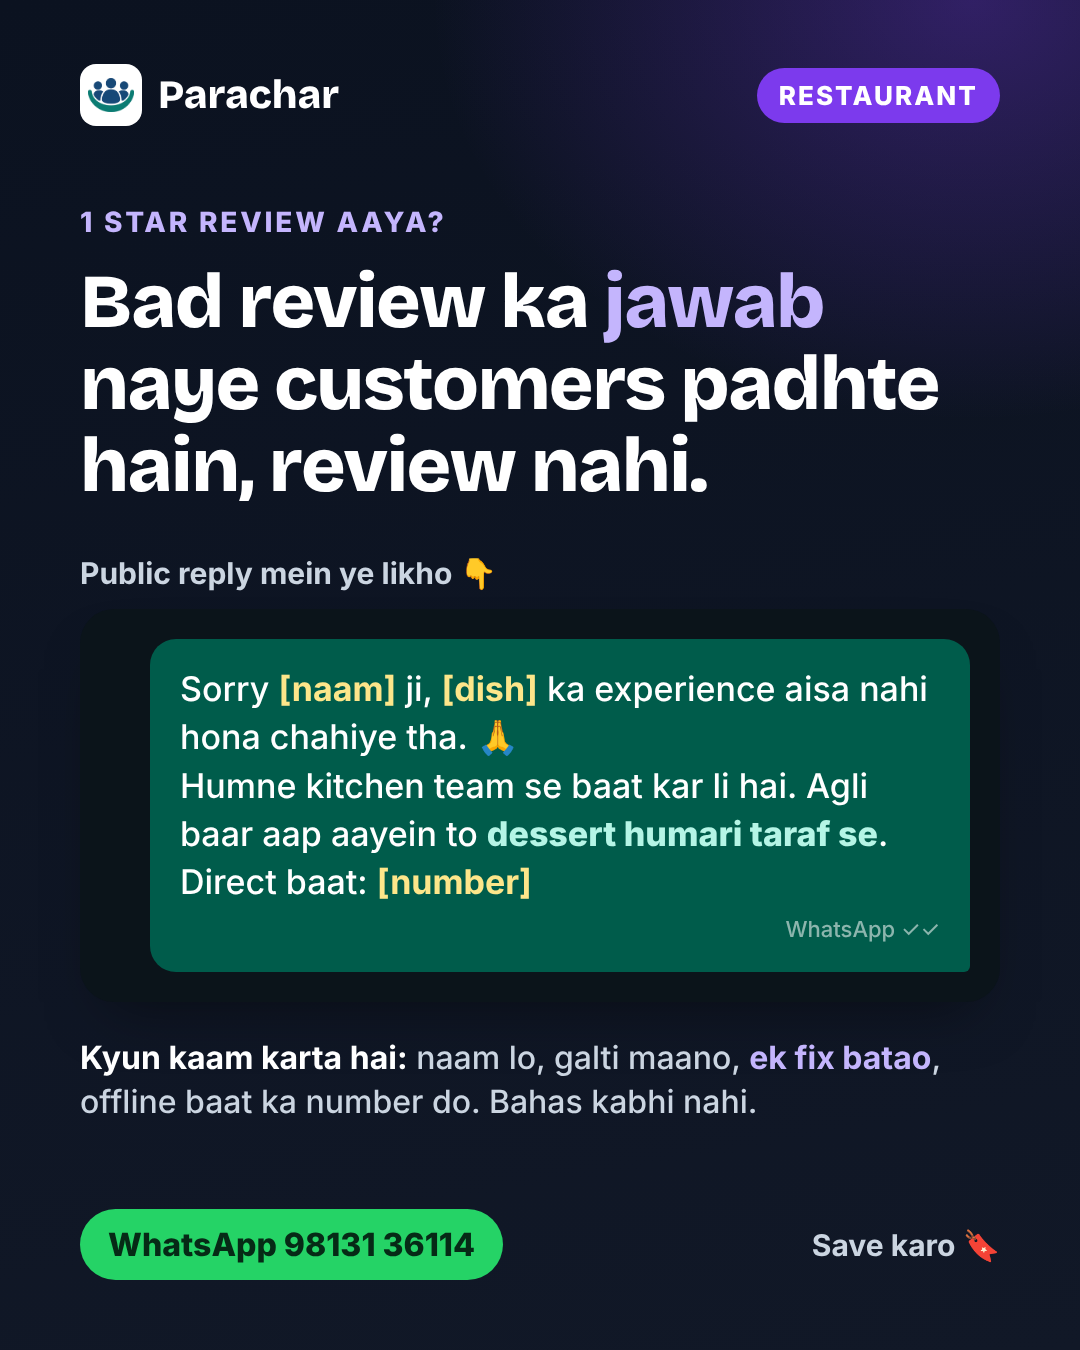 Parachar
RESTAURANT
1 STAR REVIEW AAYA?
Bad review ka jawab
naye customers padhte
hain, review nahi.
Public reply mein ye likho 👇
Sorry [naam] ji, [dish] ka experience aisa nahi
hona chahiye tha. 🙏
Humne kitchen team se baat kar li hai. Agli
baar aap aayein to dessert humari taraf se.
Direct baat: [number]
WhatsApp ✓✓
Kyun kaam karta hai: naam lo, galti maano, ek fix batao,
offline baat ka number do. Bahas kabhi nahi.
WhatsApp 98131 36114
Save karo 🔖